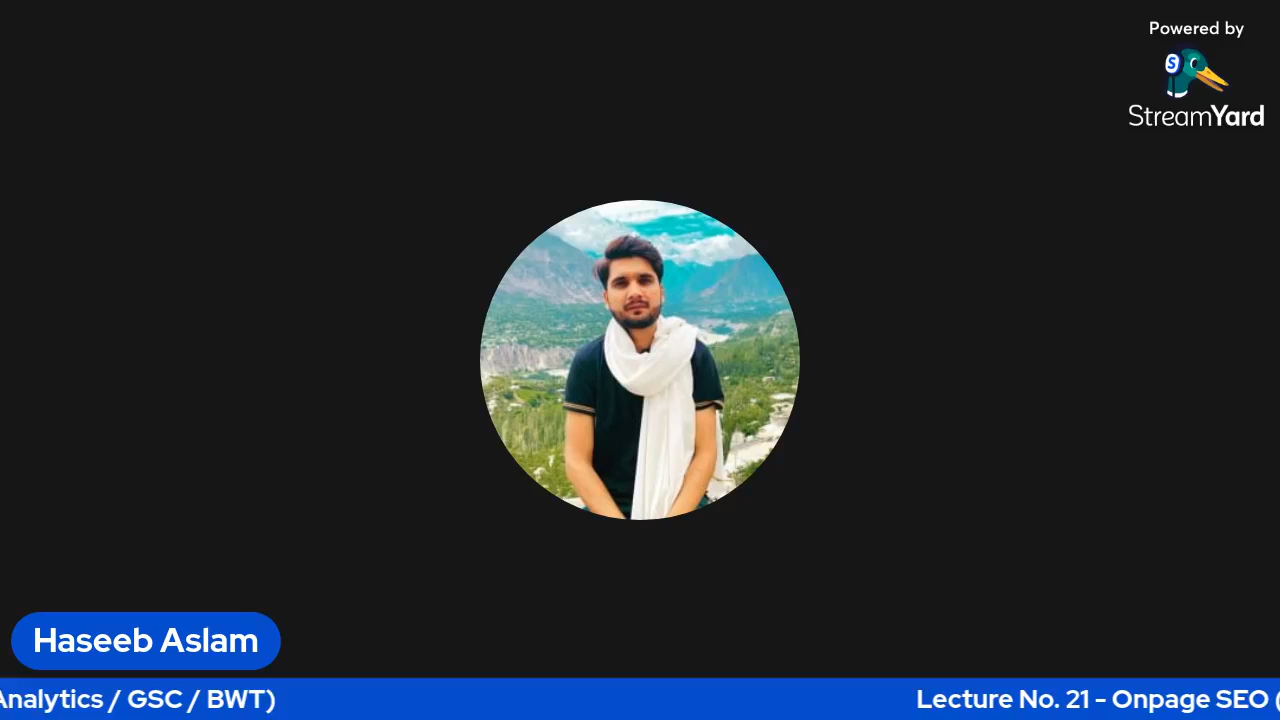 Powered by
S
StreamYard
Haseeb Aslam
Analytics / GSC / BWT)
Lecture No. 21 - Onpage SEO (